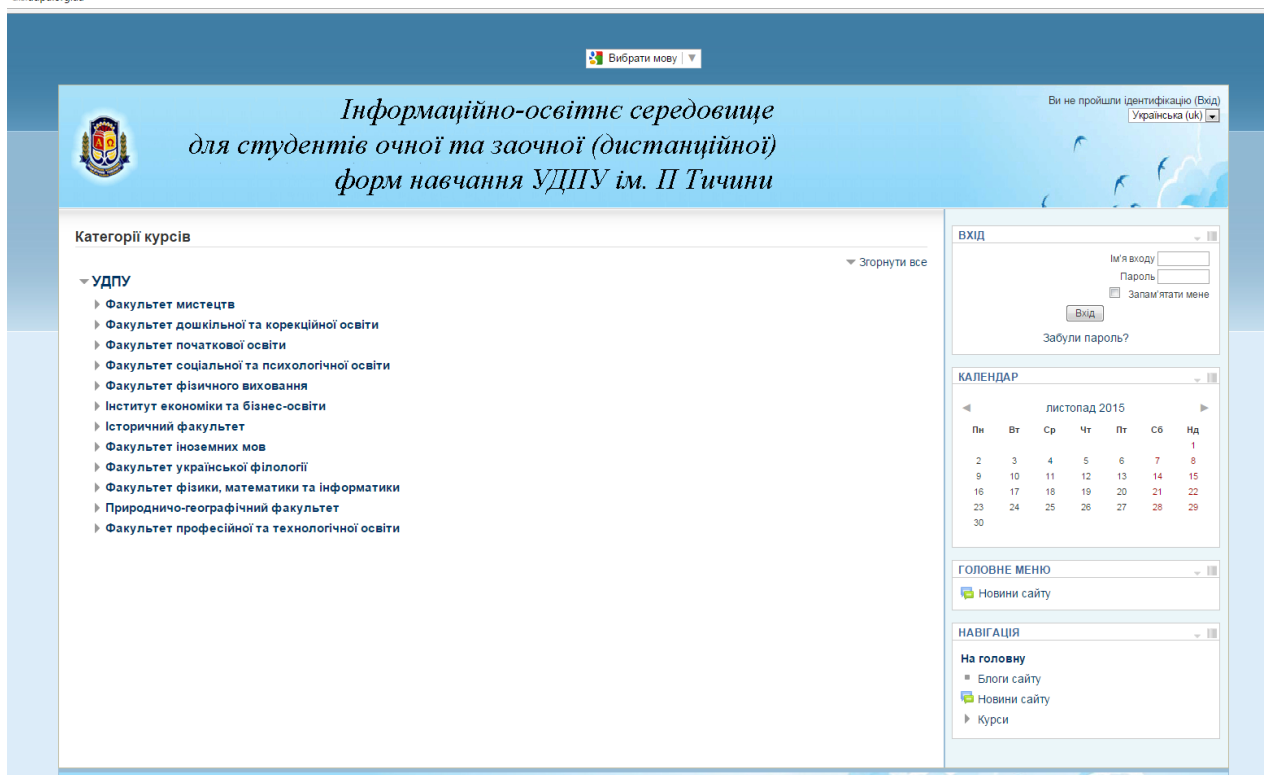 Вибрати мову
Інформаційно-освітнє середовище
для студентів очної та заочної (дистанційної)
форм навчання УДПУ ім. П Тичини
Ви не пройшли ідентифікацію (Вхід)
Українська (uk)
Категорії курсів
Згорнути все
УДПУ
Факультет мистецтв
Факультет дошкільної та корекційної освіти
Факультет початкової освіти
Факультет соціальної та психологічної освіти
Факультет фізичного виховання
Інститут економіки та бізнес-освіти
Історичний факультет
Факультет іноземних мов
Факультет української філології
Факультет фізики, математики та інформатики
Природничо-географічний факультет
Факультет професійної та технологічної освіти
ВХІД
Ім'я входу
Пароль
Запам'ятати мене
Вхід
Забули пароль?
КАЛЕНДАР
листопад 2015
Пн Вт Ср Чт Пт Сб Нд
1
2 3 4 5 6 7 8
9 10 11 12 13 14 15
16 17 18 19 20 21 22
23 24 25 26 27 28 29
30
ГОЛОВНЕ МЕНЮ
Новини сайту
НАВІГАЦІЯ
На головну
Блоги сайту
Новини сайту
Курси